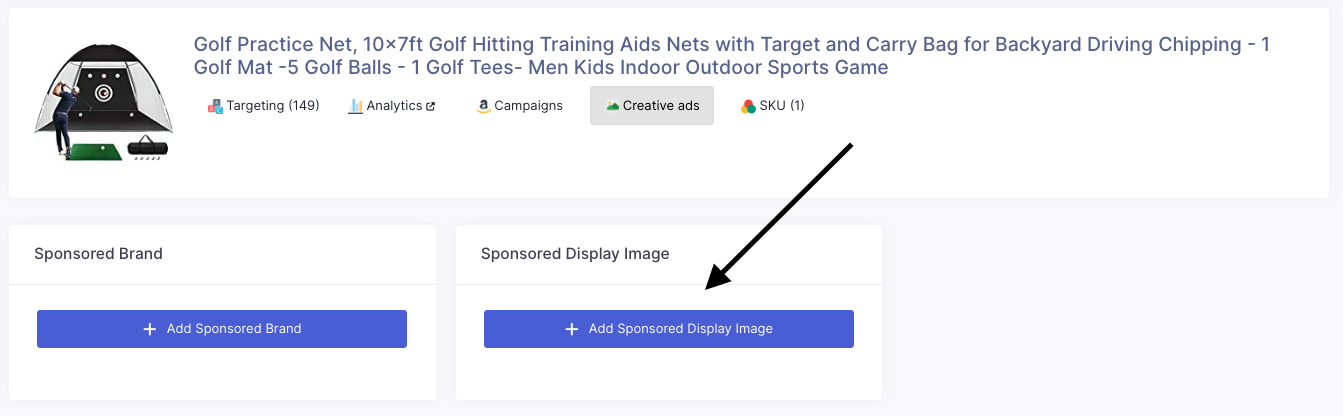 Golf Practice Net, 10×7ft Golf Hitting Training Aids Nets with Target and Carry Bag for Backyard Driving Chipping - 1
Golf Mat -5 Golf Balls - 1 Golf Tees- Men Kids Indoor Outdoor Sports Game
Targeting (149) Analytics Campaigns Creative ads SKU (1)
Sponsored Brand
Sponsored Display Image
+ Add Sponsored Brand
+ Add Sponsored Display Image